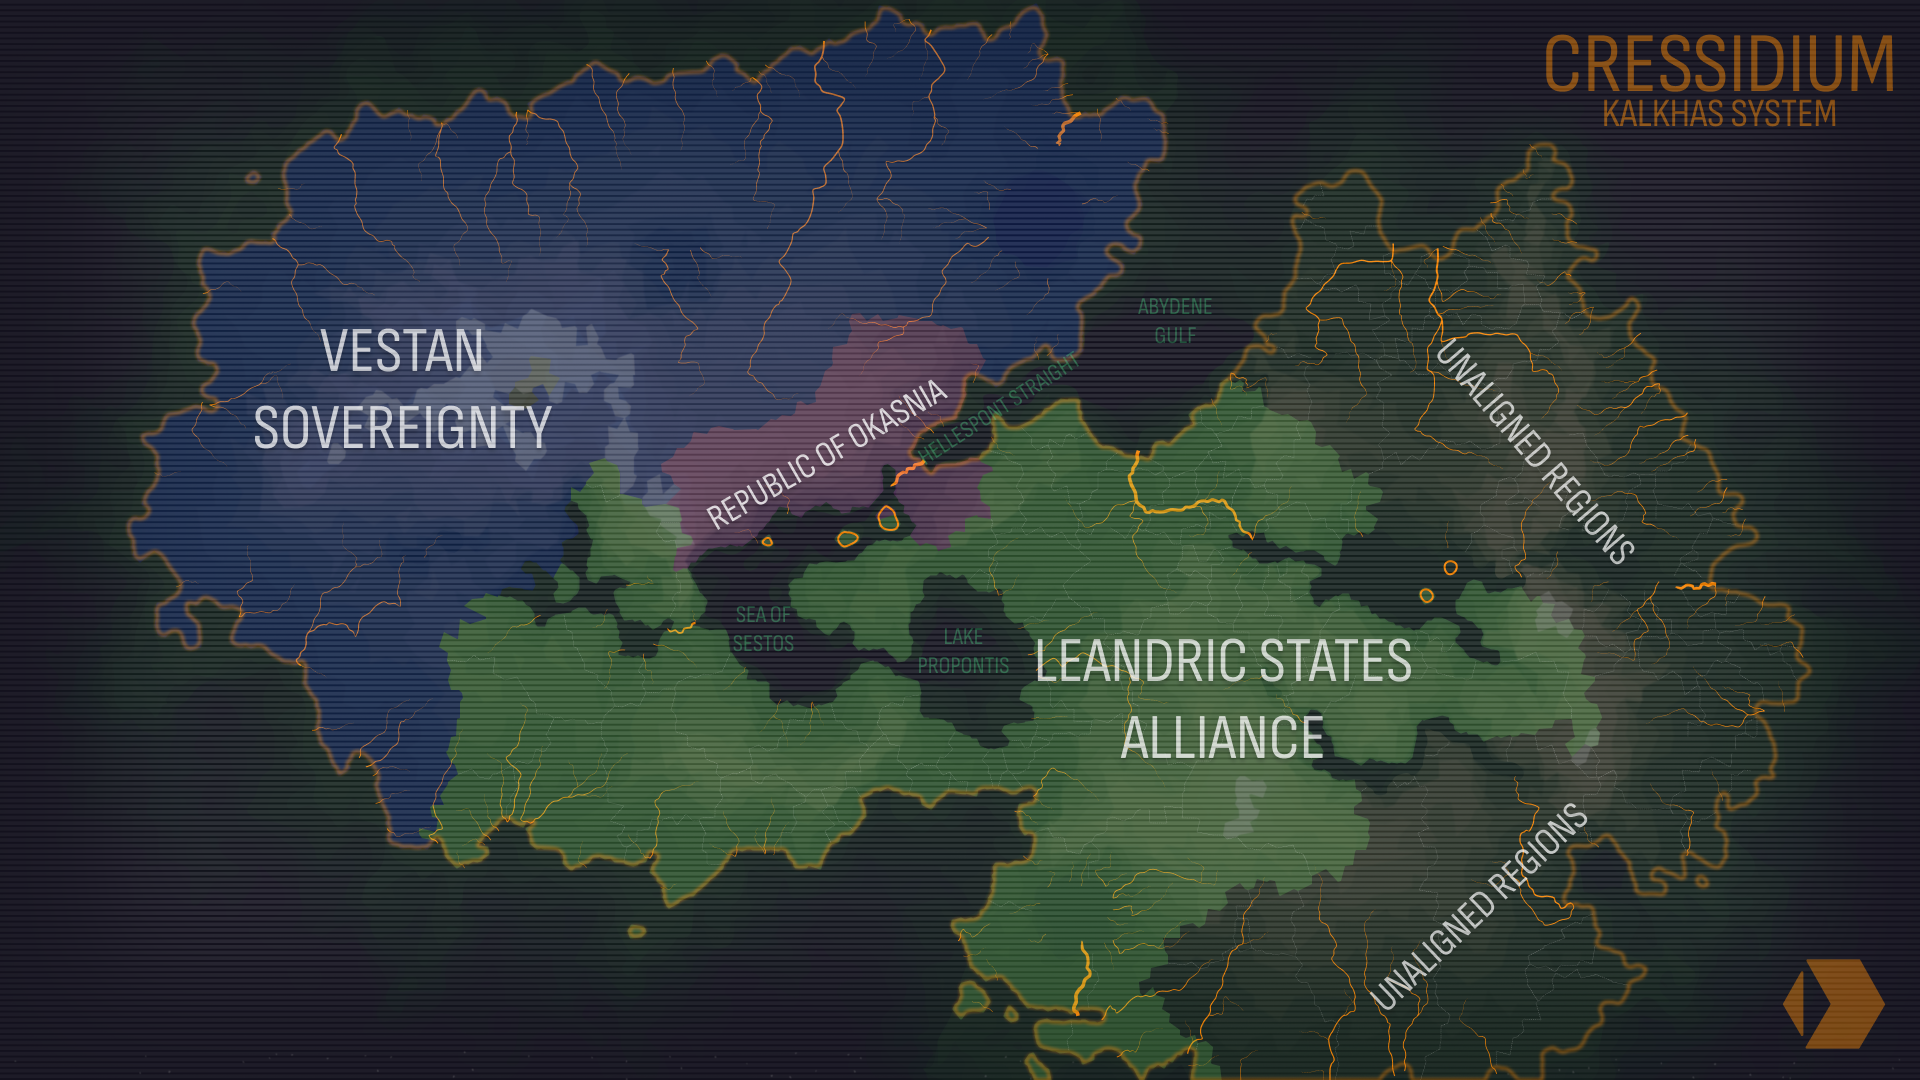 CRESSIDIUM
KALKHAS SYSTEM
ABYDENE
GULF
VESTAN
SOVEREIGNTY
UNALIGNED REGIONS
HELLESPONT STRAIGHT
REPUBLIC OF OKASNIA
SEA OF
SESTOS
LAKE
PROPONTIS
LEANDRIC STATES
ALLIANCE
UNALIGNED REGIONS